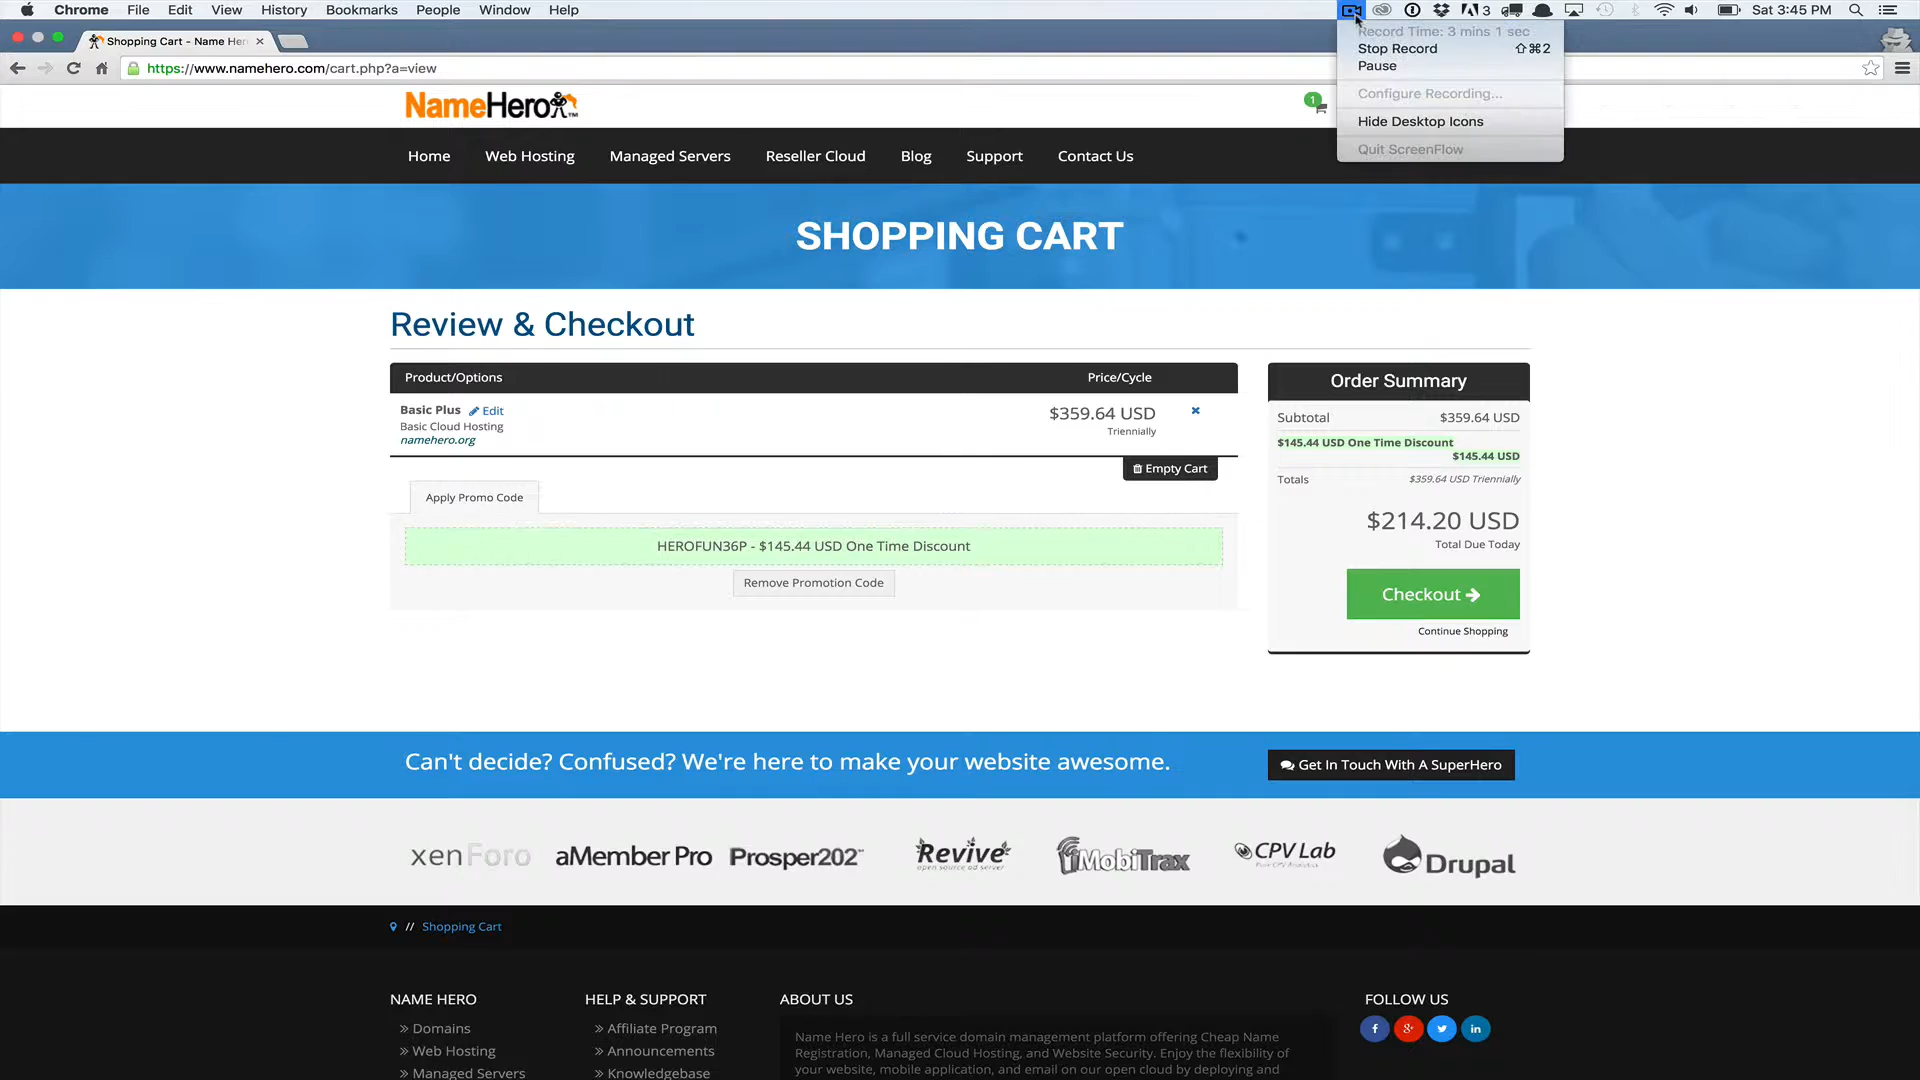 Chrome File Edit View History Bookmarks People Window Help
3 Sat 3:45 PM
Record Time: 3 mins 1 sec
Stop Record ⇧⌘2
Pause
Configure Recording...
Hide Desktop Icons
Quit ScreenFlow
Shopping Cart - Name Her
https://www.namehero.com/cart.php?a=view
NameHero™
1
Home Web Hosting Managed Servers Reseller Cloud Blog Support Contact Us
SHOPPING CART
Review & Checkout
Product/Options Price/Cycle
Basic Plus Edit $359.64 USD
Basic Cloud Hosting Triennially
namehero.org
Empty Cart
Apply Promo Code
HEROFUN36P - $145.44 USD One Time Discount
Remove Promotion Code
Order Summary
Subtotal $359.64 USD
$145.44 USD One Time Discount
$145.44 USD
Totals $359.64 USD Triennially
$214.20 USD
Total Due Today
Checkout
Continue Shopping
Can't decide? Confused? We're here to make your website awesome.
Get In Touch With A SuperHero
xenForo aMember Pro Prosper202 Revive iMobiTrax CPV Lab Drupal
open source ad server
Pure CPV Analytics
// Shopping Cart
NAME HERO
Domains
Web Hosting
Managed Servers
HELP & SUPPORT
Affiliate Program
Announcements
Knowledgebase
ABOUT US
Name Hero is a full service domain management platform offering Cheap Name
Registration, Managed Cloud Hosting, and Website Security. Enjoy the flexibility of
your website, mobile application, and email on our open cloud by deploying and
FOLLOW US